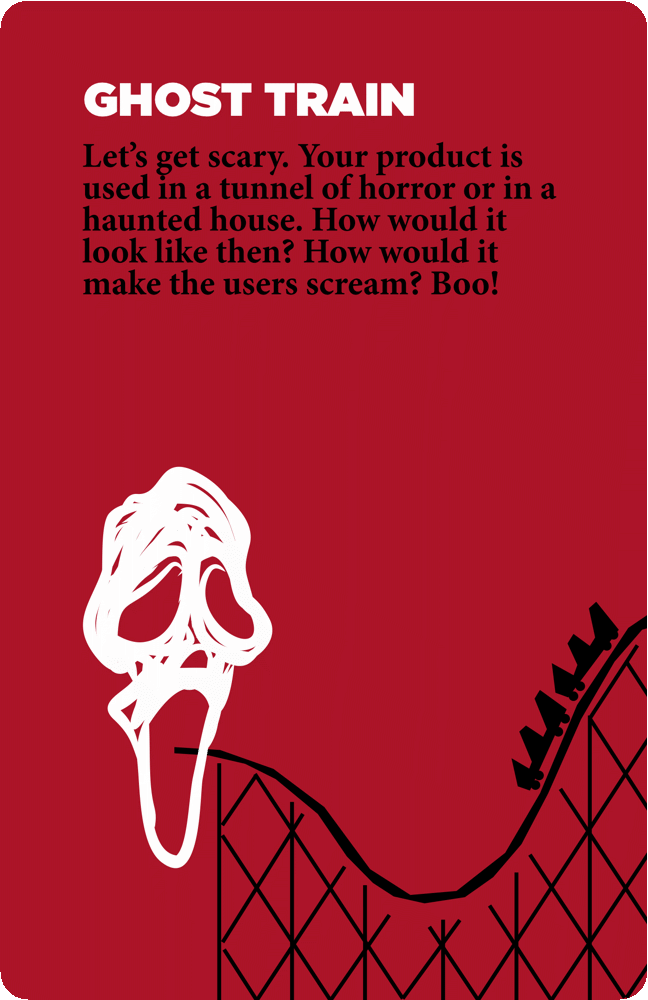 GHOST TRAIN
Let’s get scary. Your product is
used in a tunnel of horror or in a
haunted house. How would it
look like then? How would it
make the users scream? Boo!